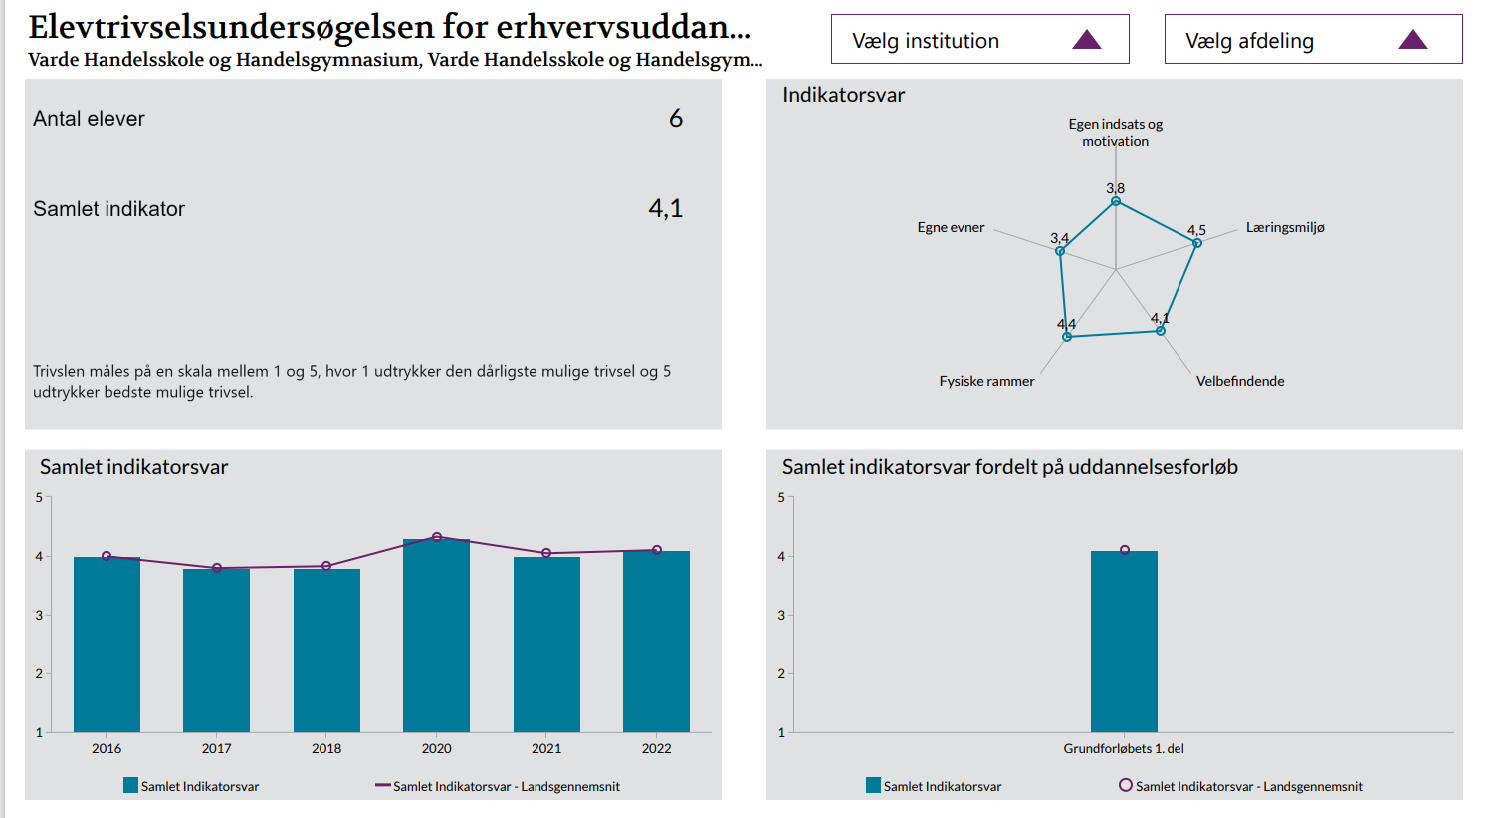 Elevtrivselsundersøgelsen for erhvervsuddan...
Varde Handelsskole og Handelsgymnasium, Varde Handelsskole og Handelsgym...
Vælg institution
Vælg afdeling
Antal elever
6
Samlet indikator
4,1
Trivslen måles på en skala mellem 1 og 5, hvor 1 udtrykker den dårligste mulige trivsel og 5
udtrykker bedste mulige trivsel.
Indikatorsvar
Egen indsats og
motivation
3,8
Egne evner
3,4
4,5
Læringsmiljø
4,4
4,1
Fysiske rammer
Velbefindende
Samlet indikatorsvar
5
4
3
2
1
2016
2017
2018
2020
2021
2022
Samlet Indikatorsvar
Samlet Indikatorsvar - Landsgennemsnit
Samlet indikatorsvar fordelt på uddannelsesforløb
5
4
3
2
1
Grundforløbets 1. del
Samlet Indikatorsvar
Samlet Indikatorsvar - Landsgennemsnit